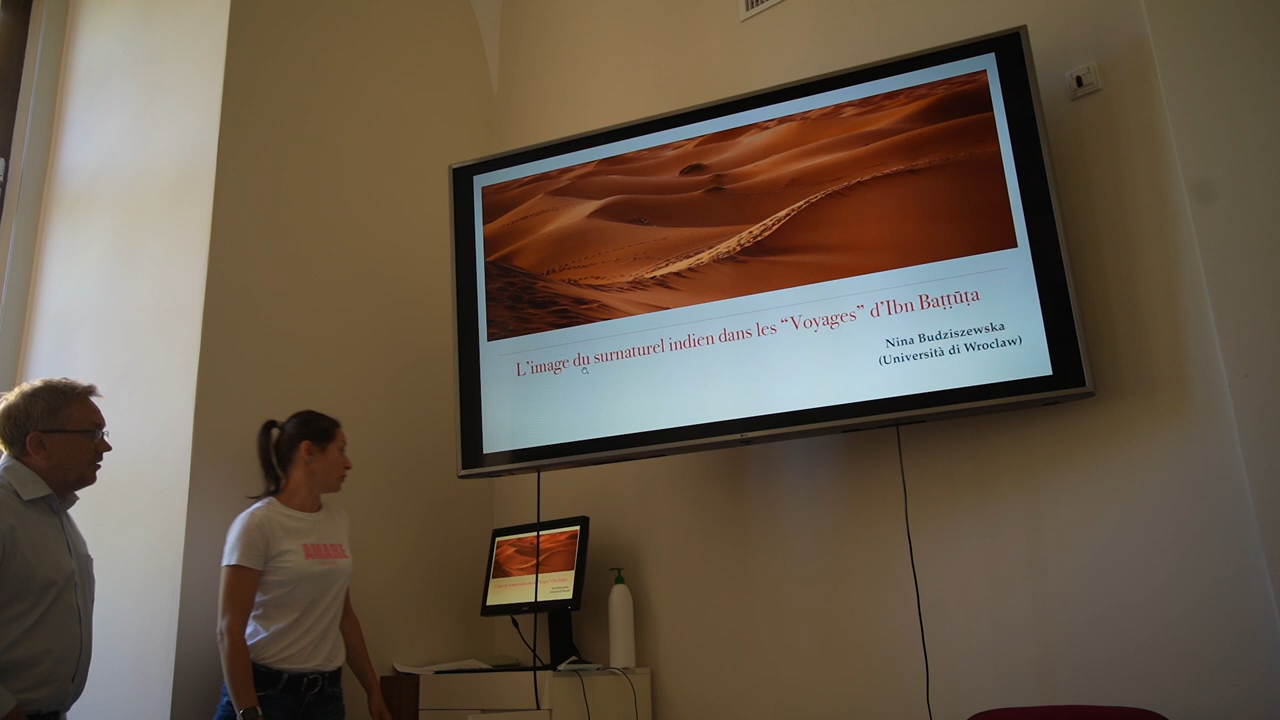 L’image du surnaturel indien dans les “Voyages” d’Ibn Baṭṭūṭa
Nina Budziszewska
(Università di Wroclaw)
AMARE